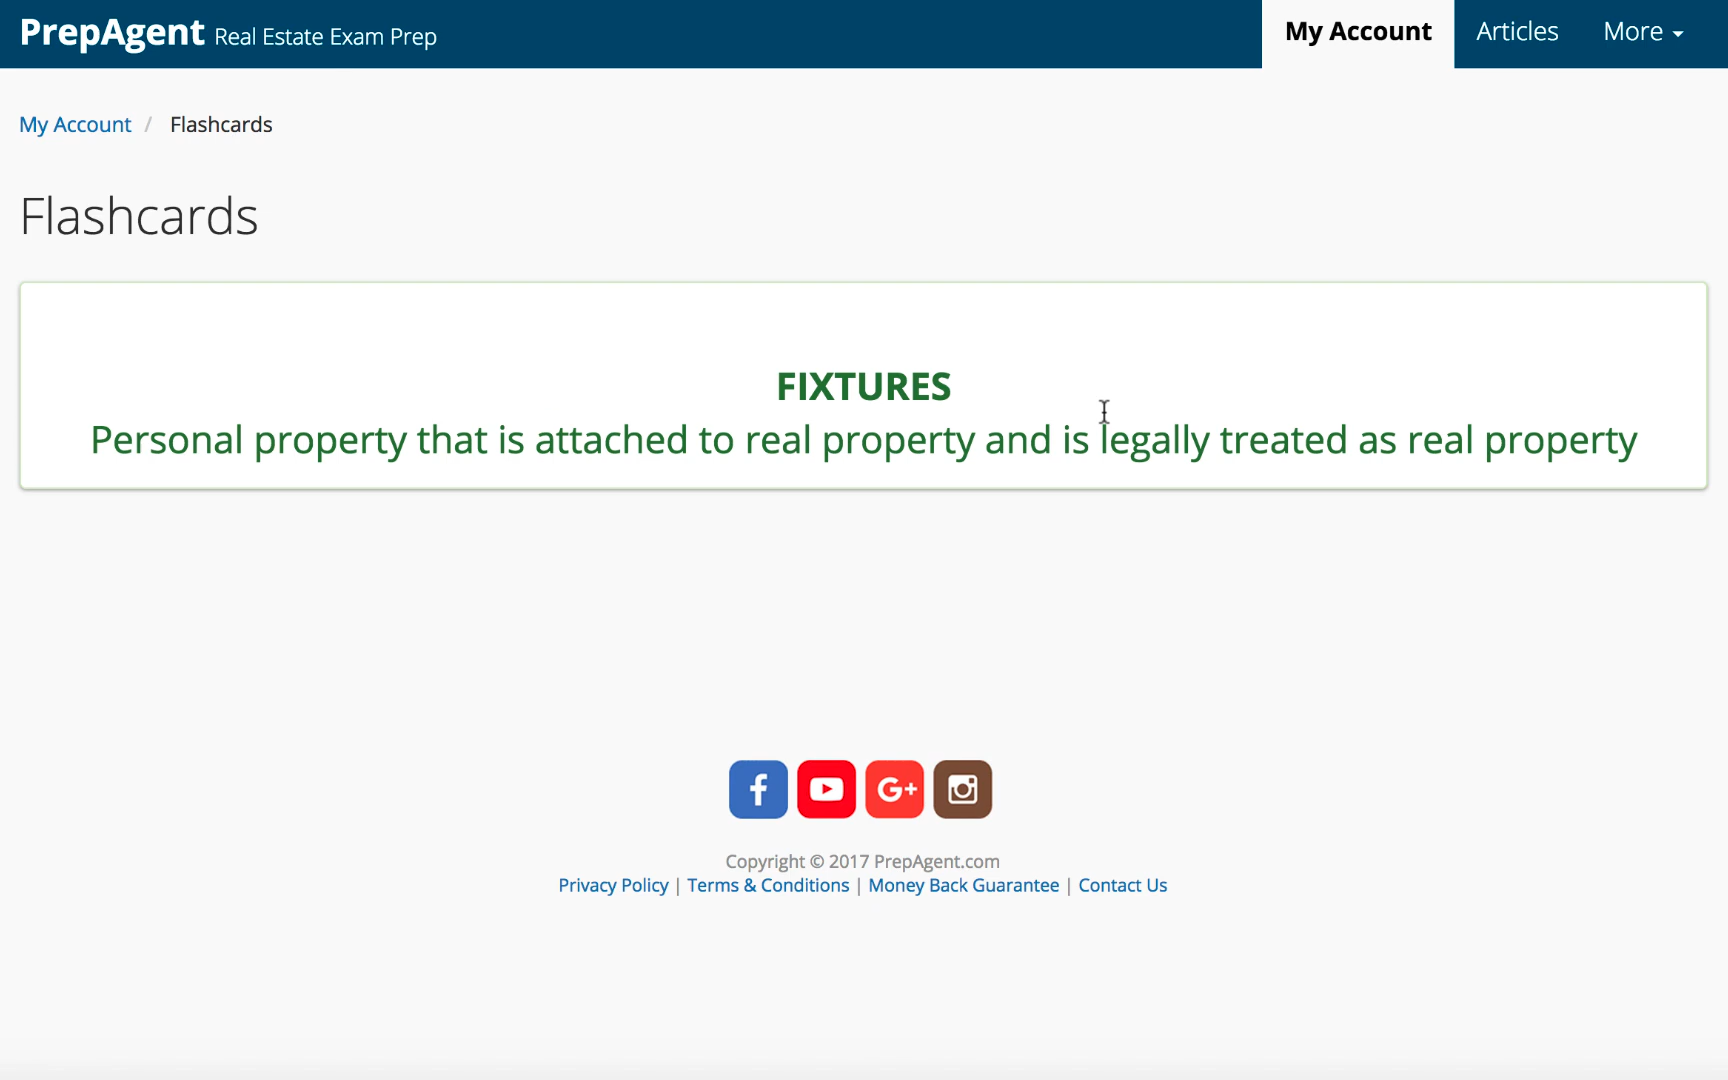 PrepAgent Real Estate Exam Prep
My Account Articles More
My Account / Flashcards
Flashcards
FIXTURES
Personal property that is attached to real property and is legally treated as real property
f G+
Copyright © 2017 PrepAgent.com
Privacy Policy | Terms & Conditions | Money Back Guarantee | Contact Us